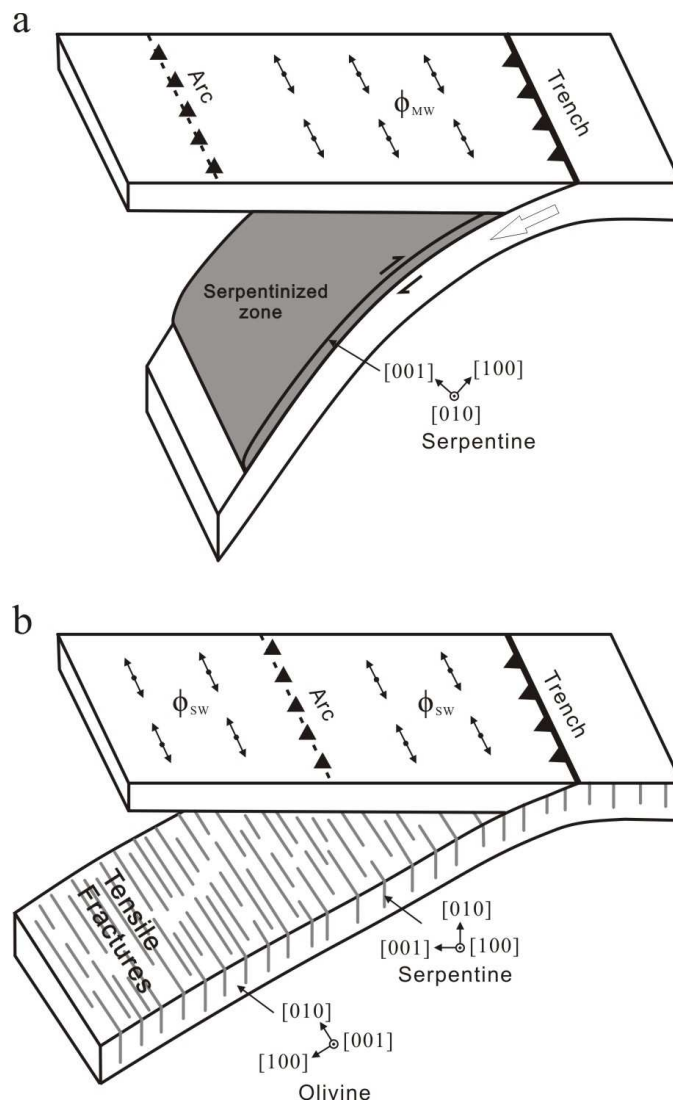 a
Arc
ϕMW
Trench
Serpentinized
zone
[001]
[100]
[010]
Serpentine
b
ϕSW
Arc
ϕSW
Trench
Tensile
Fractures
[010]
[001]
[100]
Serpentine
[010]
[001]
[100]
Olivine